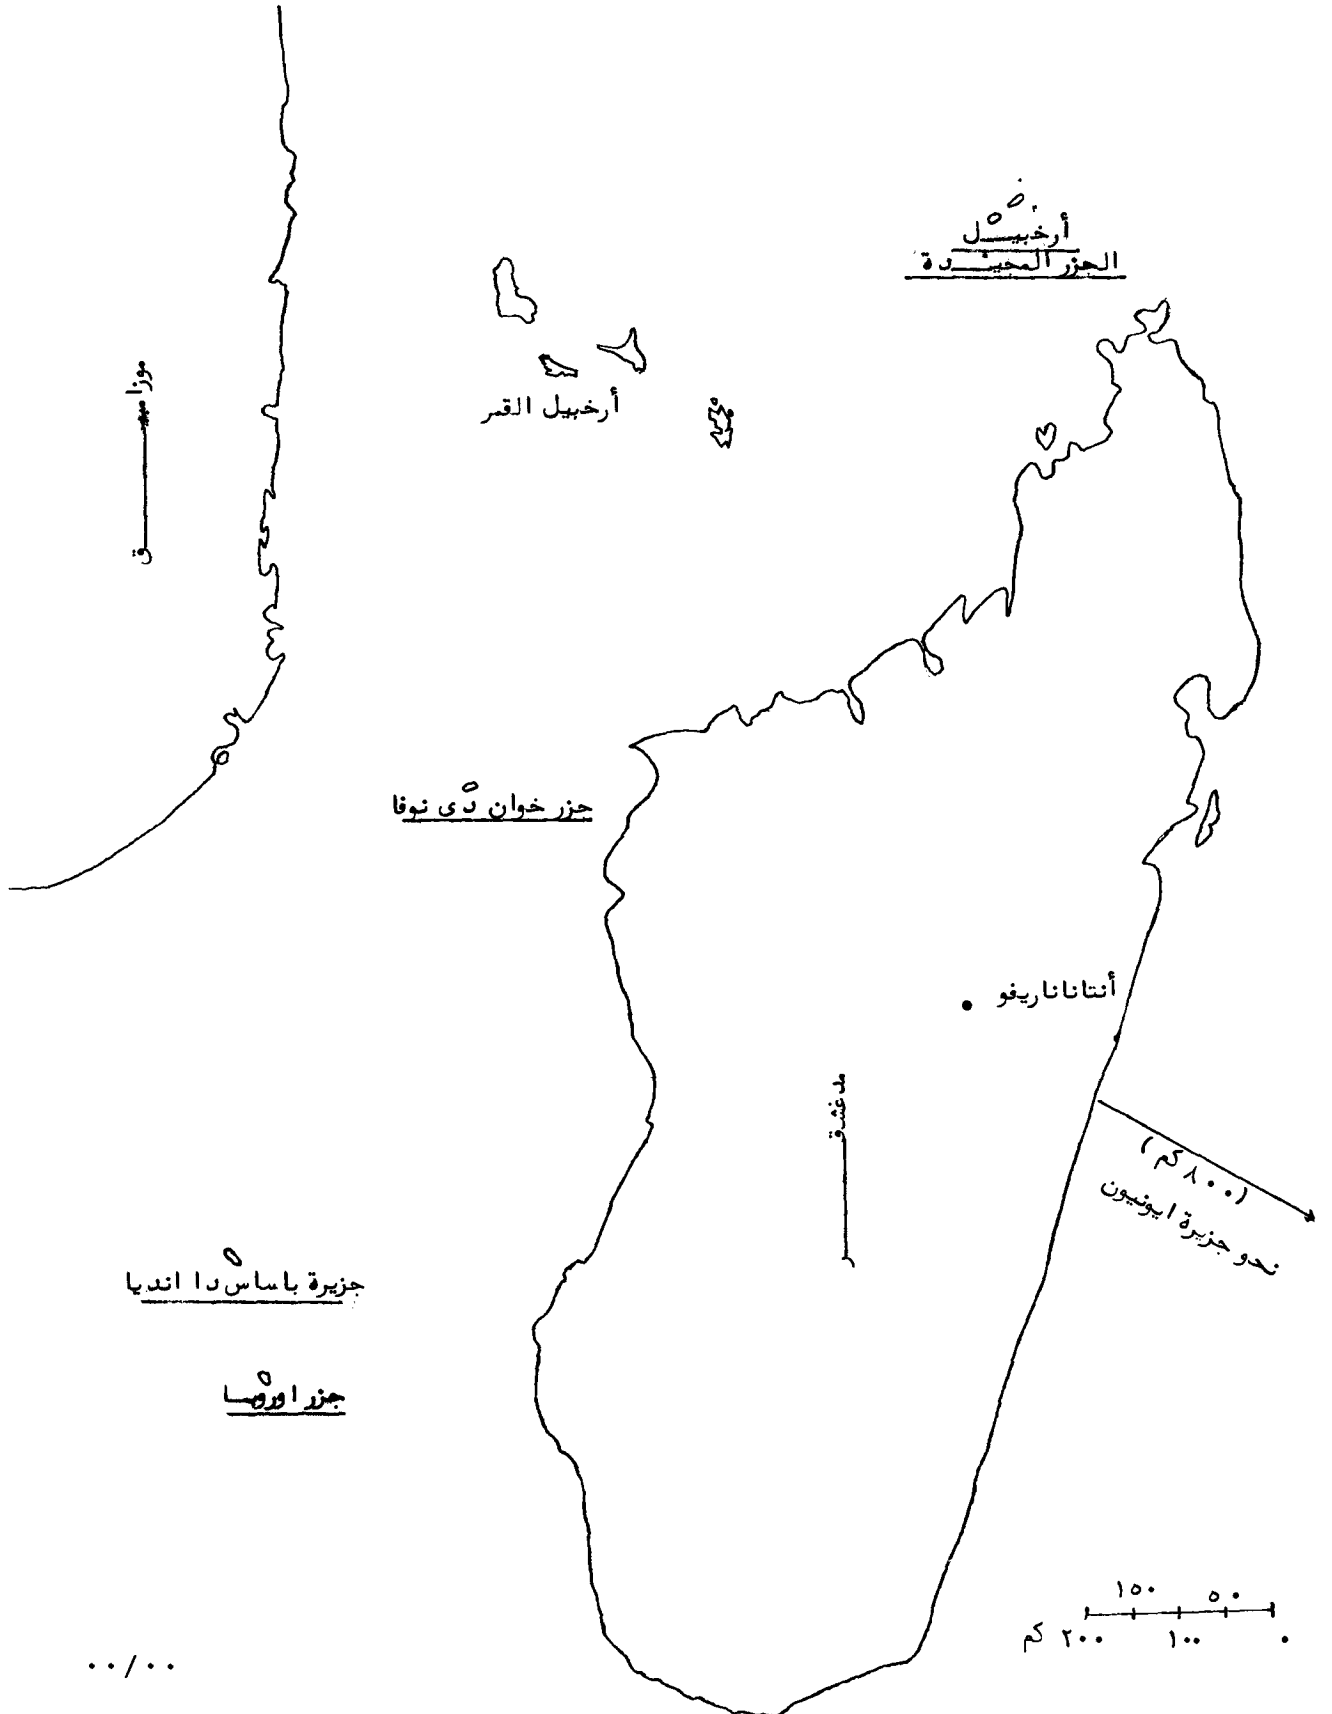 أرخبيل
الجزر المجيدة
موزامبيق
أرخبيل القمر
جزر خوان دى نوفا
أنتاناناريفو
مدغشقر
(٨٠٠ كم)
نحو جزيرة ايونيون
جزيرة باساس دا انديا
جزر اوروبا
١٥٠ ٥٠
كم ٢٠٠ ١٠٠ ٠
٠٠/٠٠